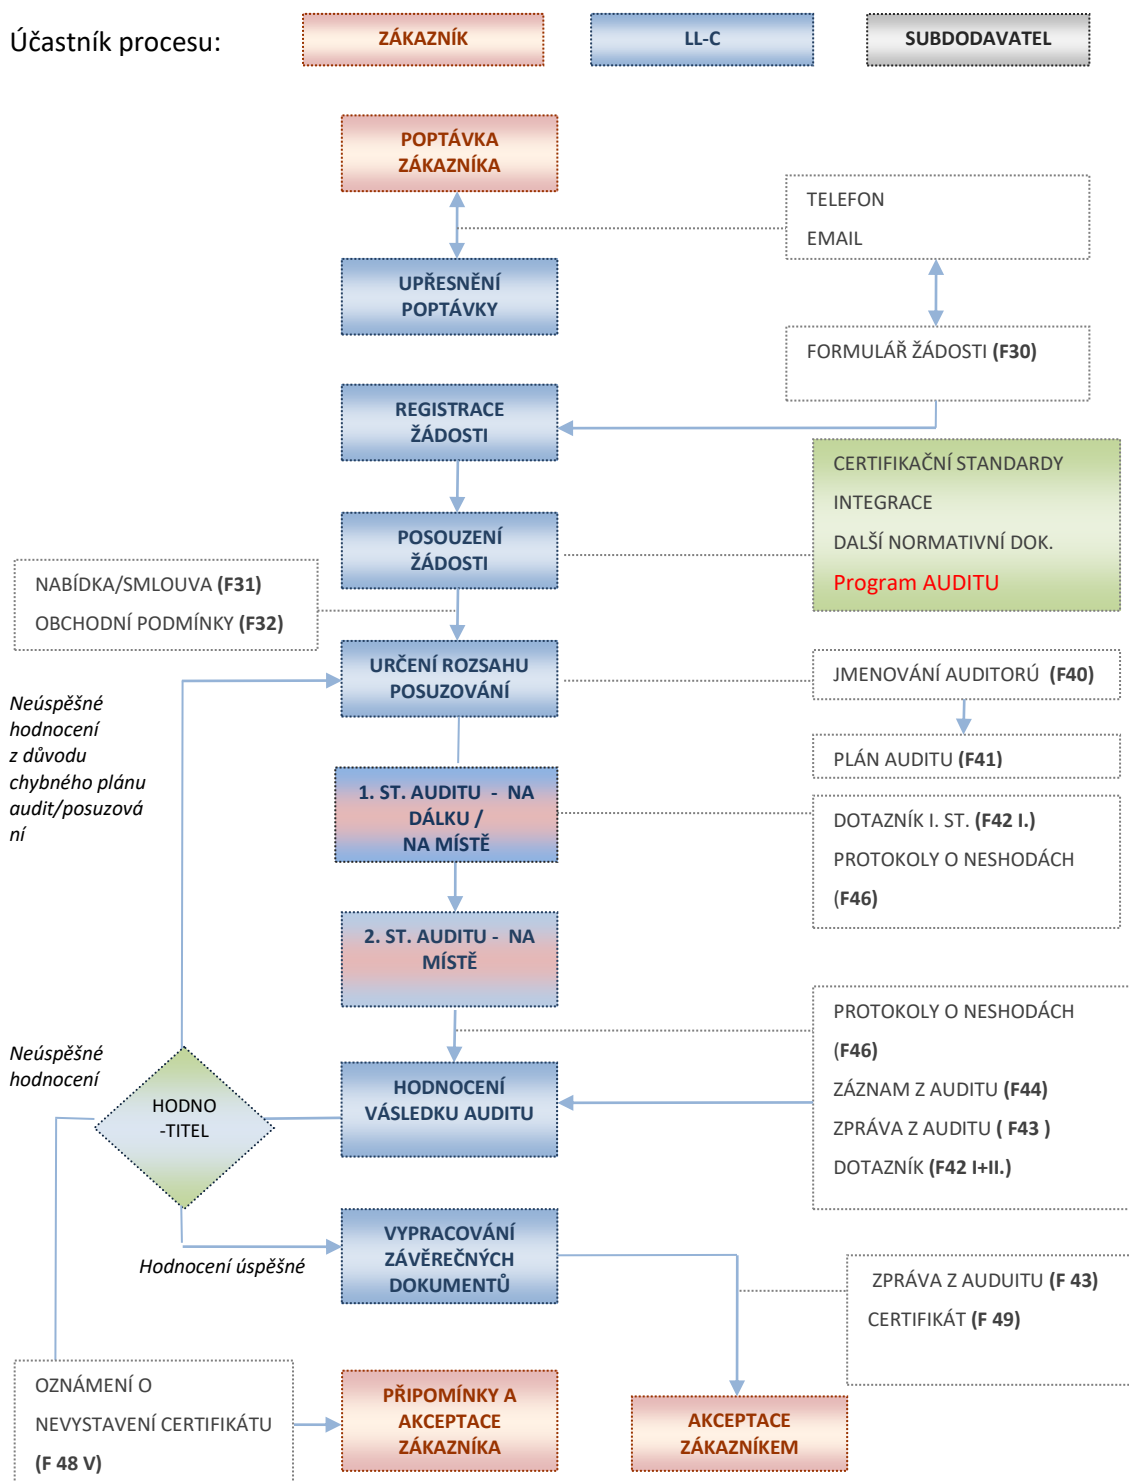 Účastník procesu:
ZÁKAZNÍK
LL-C
SUBDODAVATEL
POPTÁVKA
ZÁKAZNÍKA
TELEFON
EMAIL
UPŘESNĚNÍ
POPTÁVKY
FORMULÁŘ ŽÁDOSTI (F30)
REGISTRACE
ŽÁDOSTI
CERTIFIKAČNÍ STANDARDY
INTEGRACE
DALŠÍ NORMATIVNÍ DOK.
Program AUDITU
POSOUZENÍ
ŽÁDOSTI
NABÍDKA/SMLOUVA (F31)
OBCHODNÍ PODMÍNKY (F32)
URČENÍ ROZSAHU
POSUZOVÁNÍ
JMENOVÁNÍ AUDITORÚ (F40)
Neúspěšné
hodnocení
z důvodu
chybného plánu
audit/posuzová
ní
PLÁN AUDITU (F41)
1. ST. AUDITU - NA
DÁLKU /
NA MÍSTĚ
DOTAZNÍK I. ST. (F42 I.)
PROTOKOLY O NESHODÁCH
(F46)
2. ST. AUDITU - NA
MÍSTĚ
PROTOKOLY O NESHODÁCH
(F46)
ZÁZNAM Z AUDITU (F44)
ZPRÁVA Z AUDITU ( F43 )
DOTAZNÍK (F42 I+II.)
Neúspěšné
hodnocení
HODNO
-TITEL
HODNOCENÍ
VÁSLEDKU AUDITU
VYPRACOVÁNÍ
ZÁVĚREČNÝCH
DOKUMENTŮ
Hodnocení úspěšné
ZPRÁVA Z AUDUITU (F 43)
CERTIFIKÁT (F 49)
OZNÁMENÍ O
NEVYSTAVENÍ CERTIFIKÁTU
(F 48 V)
PŘIPOMÍNKY A
AKCEPTACE
ZÁKAZNÍKA
AKCEPTACE
ZÁKAZNÍKEM